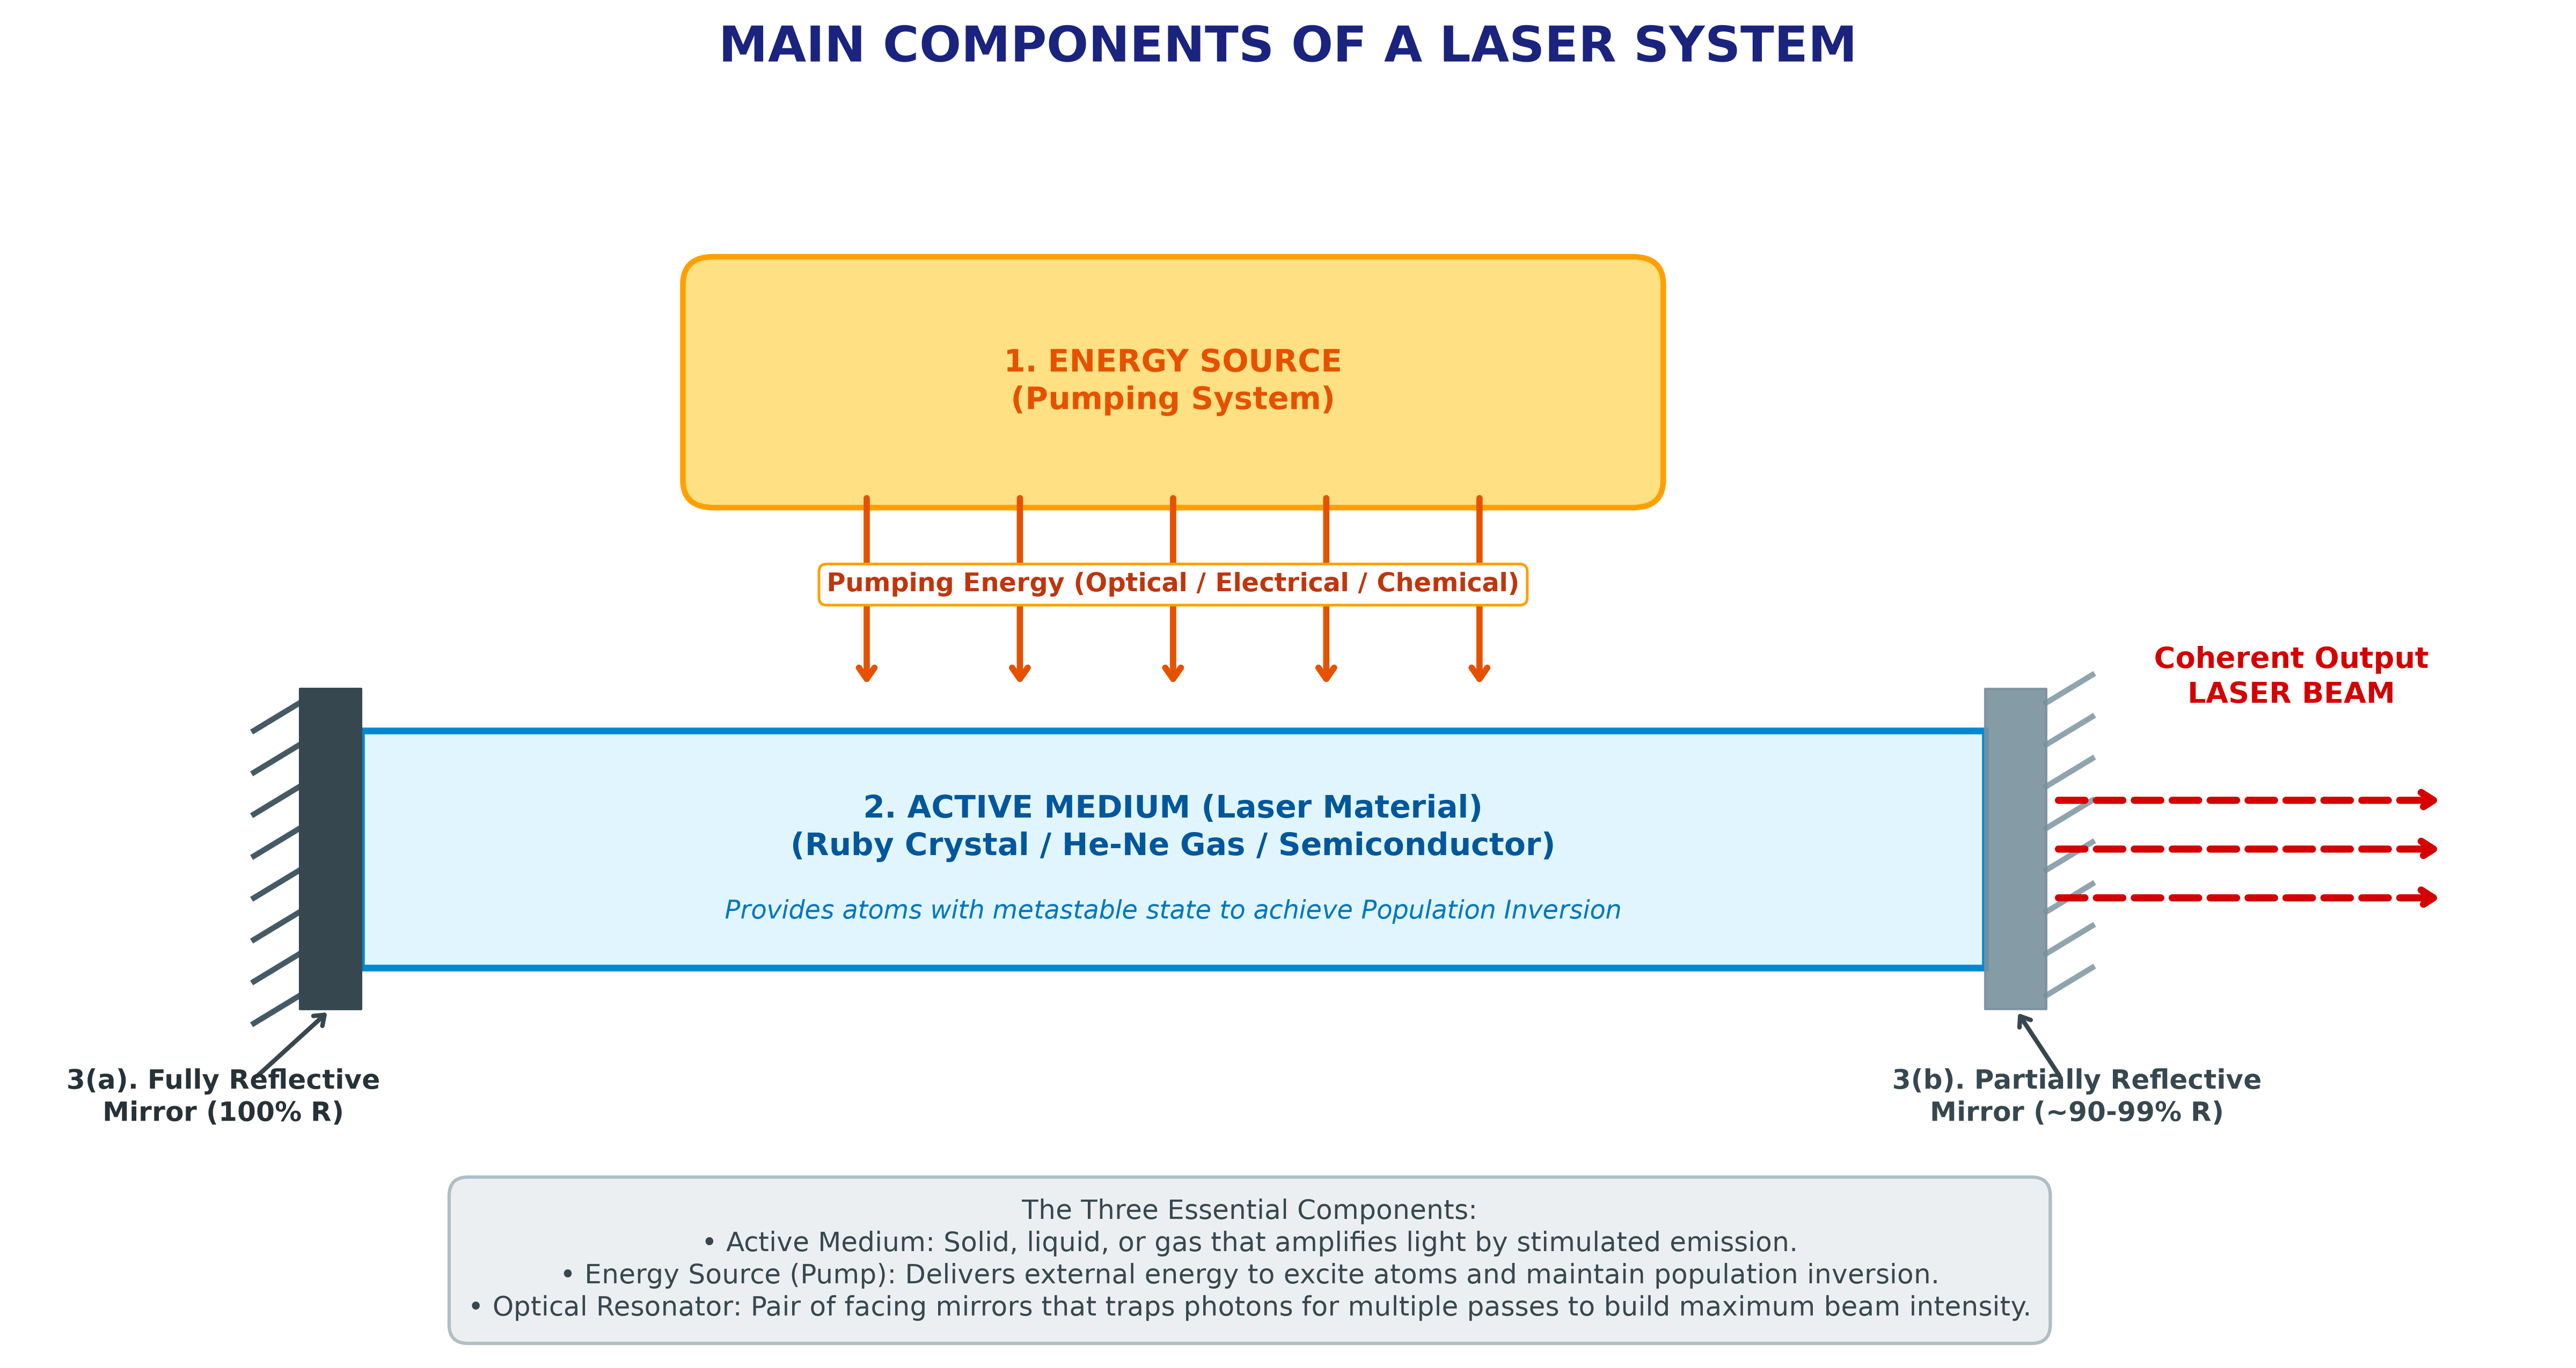 MAIN COMPONENTS OF A LASER SYSTEM
1. ENERGY SOURCE
(Pumping System)
Pumping Energy (Optical / Electrical / Chemical)
Coherent Output
LASER BEAM
2. ACTIVE MEDIUM (Laser Material)
(Ruby Crystal / He-Ne Gas / Semiconductor)
Provides atoms with metastable state to achieve Population Inversion
3(a). Fully Reflective
Mirror (100% R)
3(b). Partially Reflective
Mirror (~90-99% R)
The Three Essential Components:
• Active Medium: Solid, liquid, or gas that amplifies light by stimulated emission.
• Energy Source (Pump): Delivers external energy to excite atoms and maintain population inversion.
• Optical Resonator: Pair of facing mirrors that traps photons for multiple passes to build maximum beam intensity.